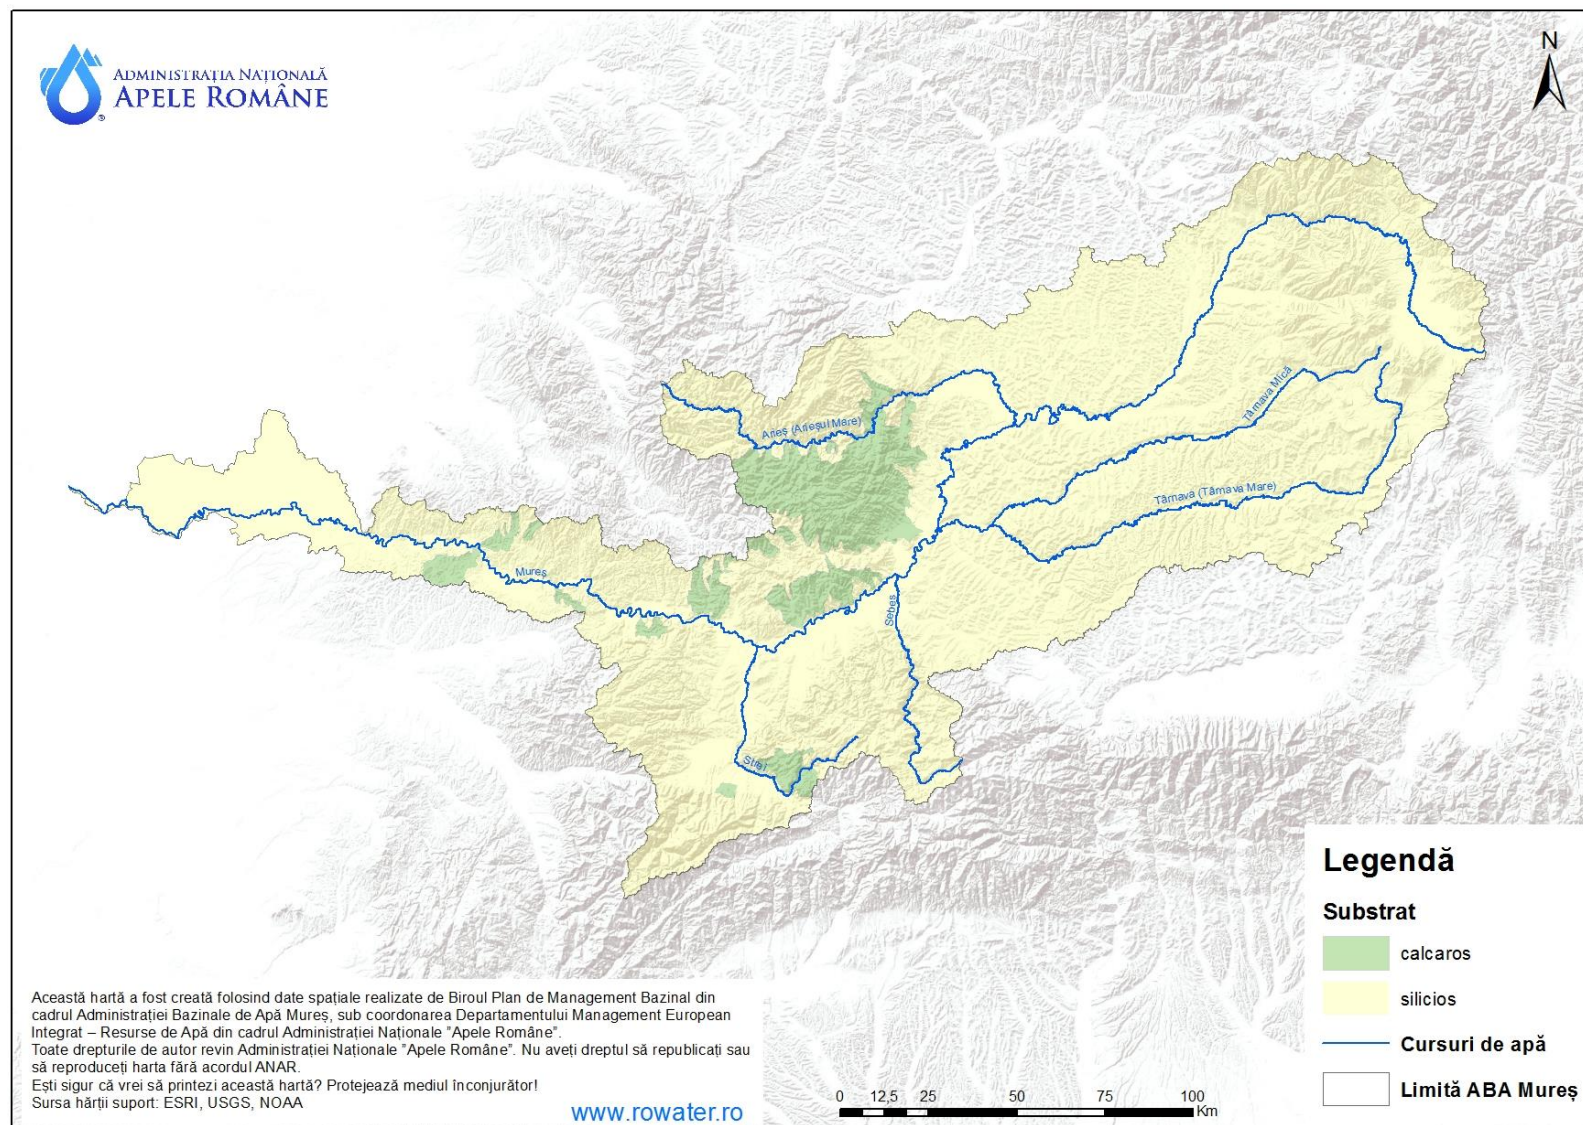 ADMINISTRAȚIA NAȚIONALĂ
APELE ROMÂNE
®
N
Arieș (Arieșul Mare)
Târnava Mică
Târnava (Târnava Mare)
Mureș
Sebeș
Strei
Legendă
Substrat
calcaros
silicios
Cursuri de apă
Limită ABA Mureș
Această hartă a fost creată folosind date spațiale realizate de Biroul Plan de Management Bazinal din
cadrul Administrației Bazinale de Apă Mureș, sub coordonarea Departamentului Management European
Integrat – Resurse de Apă din cadrul Administrației Naționale "Apele Române".
Toate drepturile de autor revin Administrației Naționale "Apele Române". Nu aveți dreptul să republicați sau
să reproduceți harta fără acordul ANAR.
Ești sigur că vrei să printezi această hartă? Protejează mediul înconjurător!
Sursa hărții suport: ESRI, USGS, NOAA
www.rowater.ro
0 12,5 25 50 75 100
Km